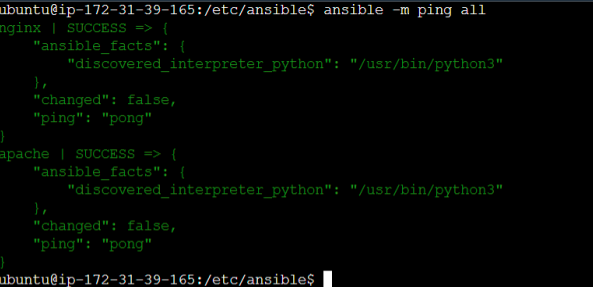 ubuntu@ip-172-31-39-165:/etc/ansible$ ansible -m ping all
nginx | SUCCESS => {
    "ansible_facts": {
        "discovered_interpreter_python": "/usr/bin/python3"
    },
    "changed": false,
    "ping": "pong"
}
apache | SUCCESS => {
    "ansible_facts": {
        "discovered_interpreter_python": "/usr/bin/python3"
    },
    "changed": false,
    "ping": "pong"
}
ubuntu@ip-172-31-39-165:/etc/ansible$